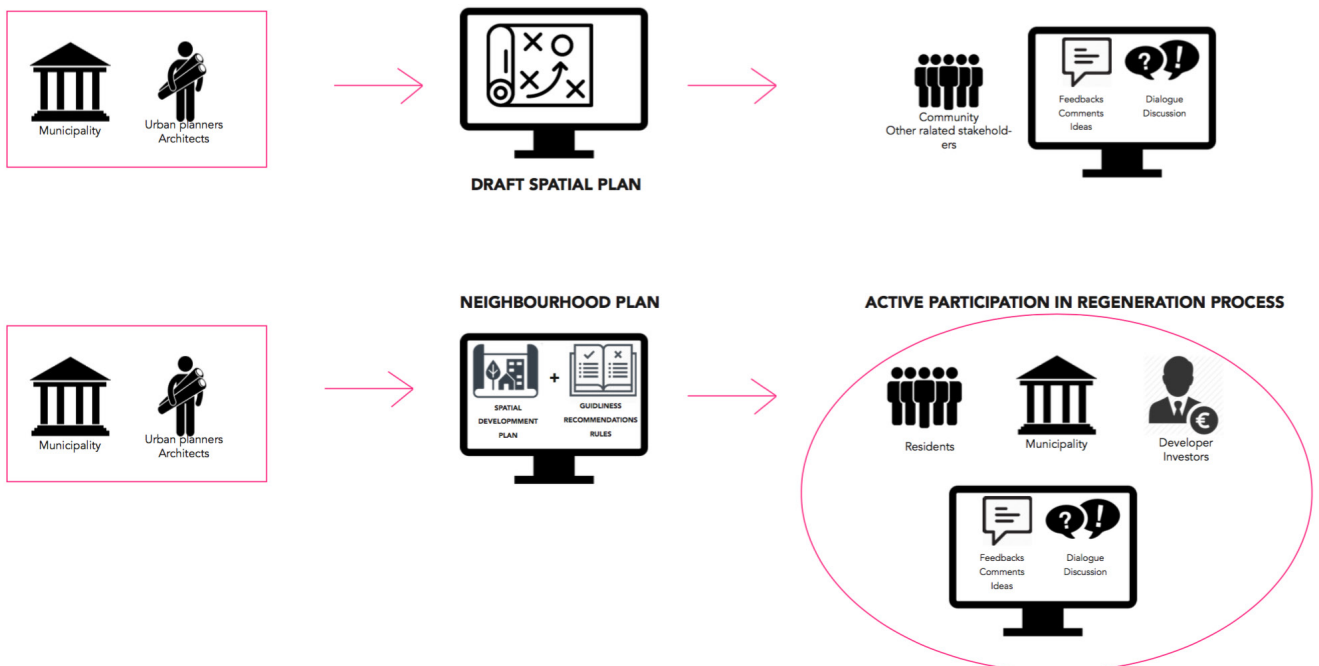 Municipality
Urban planners
Architects
DRAFT SPATIAL PLAN
Community
Other ralated stakehold-
ers
Feedbacks
Comments
Ideas
Dialogue
Discussion
?
!
NEIGHBOURHOOD PLAN
ACTIVE PARTICIPATION IN REGENERATION PROCESS
Municipality
Urban planners
Architects
SPATIAL
DEVELOPMMENT
PLAN
+
GUIDLINESS
RECOMMENDATIONS
RULES
Residents
Municipality
€
Developer
Investors
?
!
Feedbacks
Comments
Ideas
Dialogue
Discussion